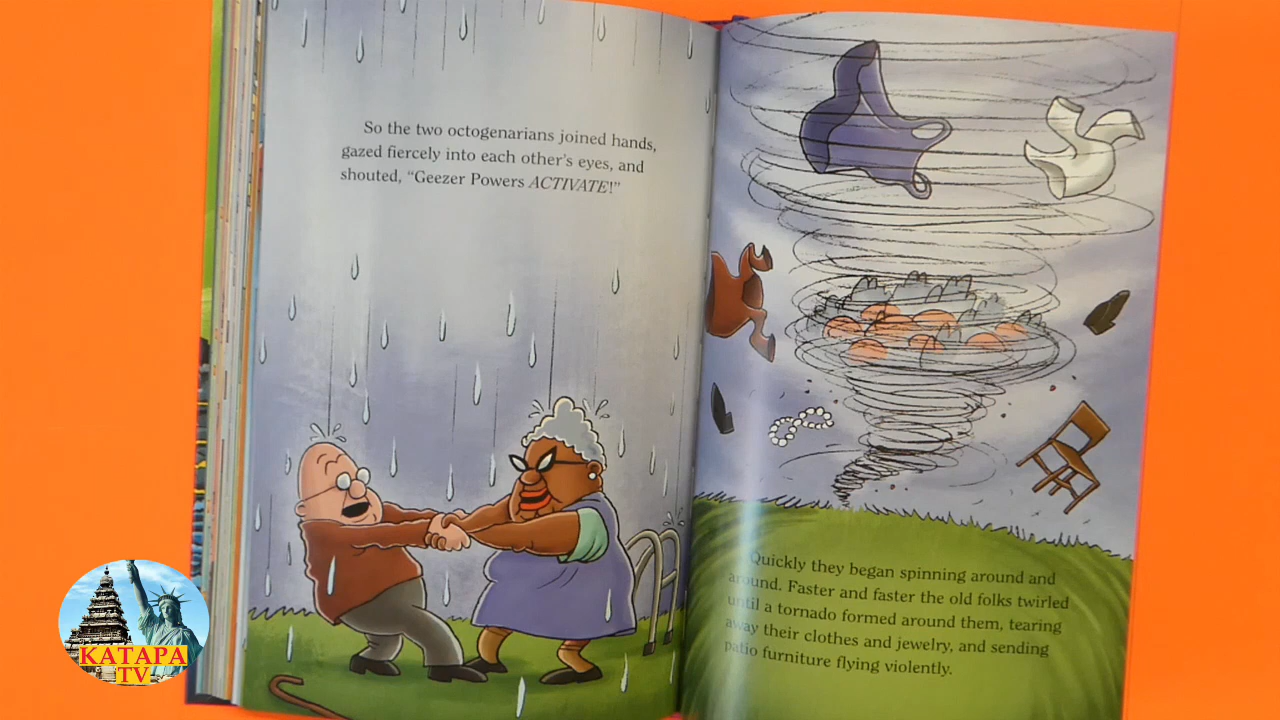 So the two octogenarians joined hands,
gazed fiercely into each other's eyes, and
shouted, “Geezer Powers ACTIVATE!”
Quickly they began spinning around and
around. Faster and faster the old folks twirled
until a tornado formed around them, tearing
away their clothes and jewelry, and sending
patio furniture flying violently.
KATAPA
TV